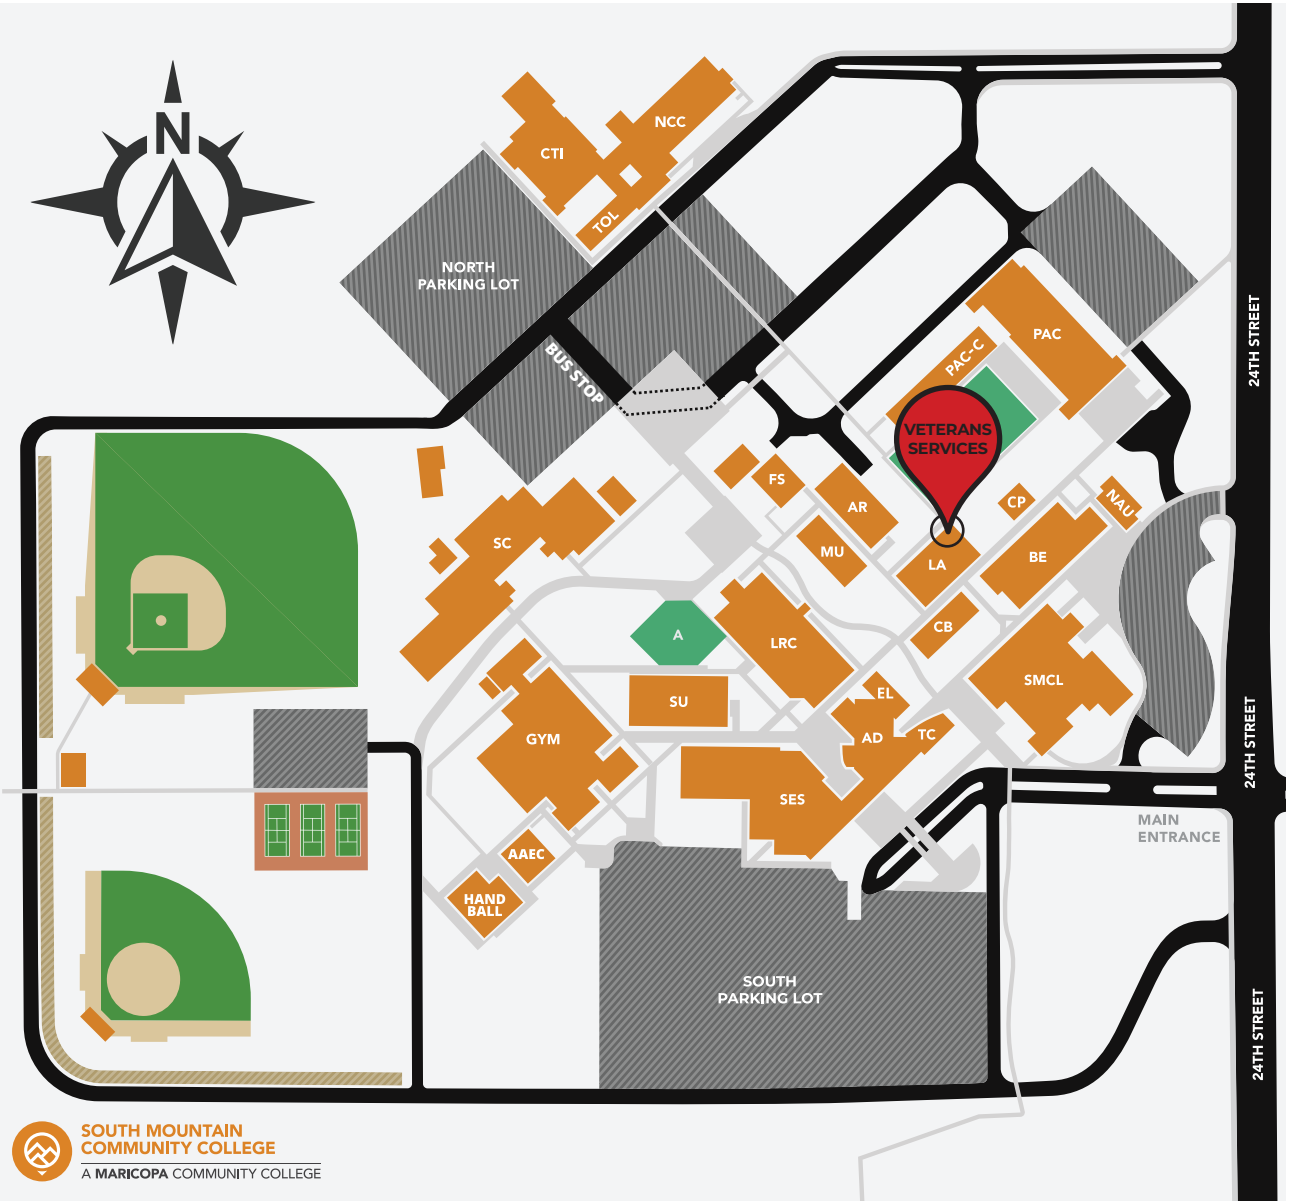 N
NCC
CTI
TOL
NORTH
PARKING LOT
BUS STOP
24TH STREET
PAC
PAC-C
VETERANS
SERVICES
FS
AR
CP
NAU
SC
MU
LA
BE
CB
A
LRC
SMCL
EL
SU
GYM
AD
TC
SES
24TH STREET
MAIN
ENTRANCE
AAEC
HAND
BALL
SOUTH
PARKING LOT
24TH STREET
SOUTH MOUNTAIN
COMMUNITY COLLEGE
A MARICOPA COMMUNITY COLLEGE